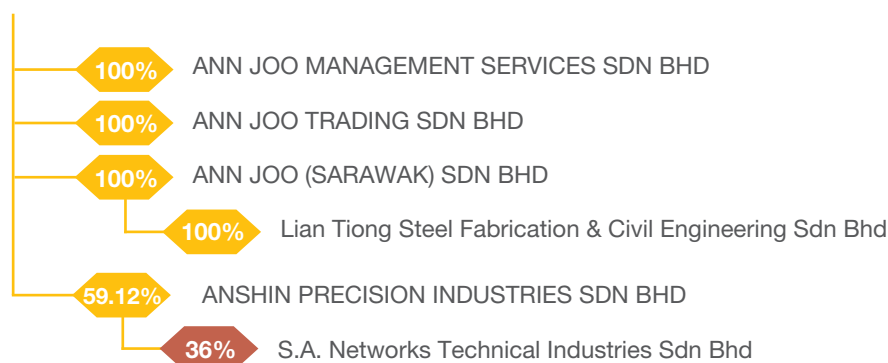 100% ANN JOO MANAGEMENT SERVICES SDN BHD
100% ANN JOO TRADING SDN BHD
100% ANN JOO (SARAWAK) SDN BHD
100% Lian Tiong Steel Fabrication & Civil Engineering Sdn Bhd
59.12% ANSHIN PRECISION INDUSTRIES SDN BHD
36% S.A. Networks Technical Industries Sdn Bhd